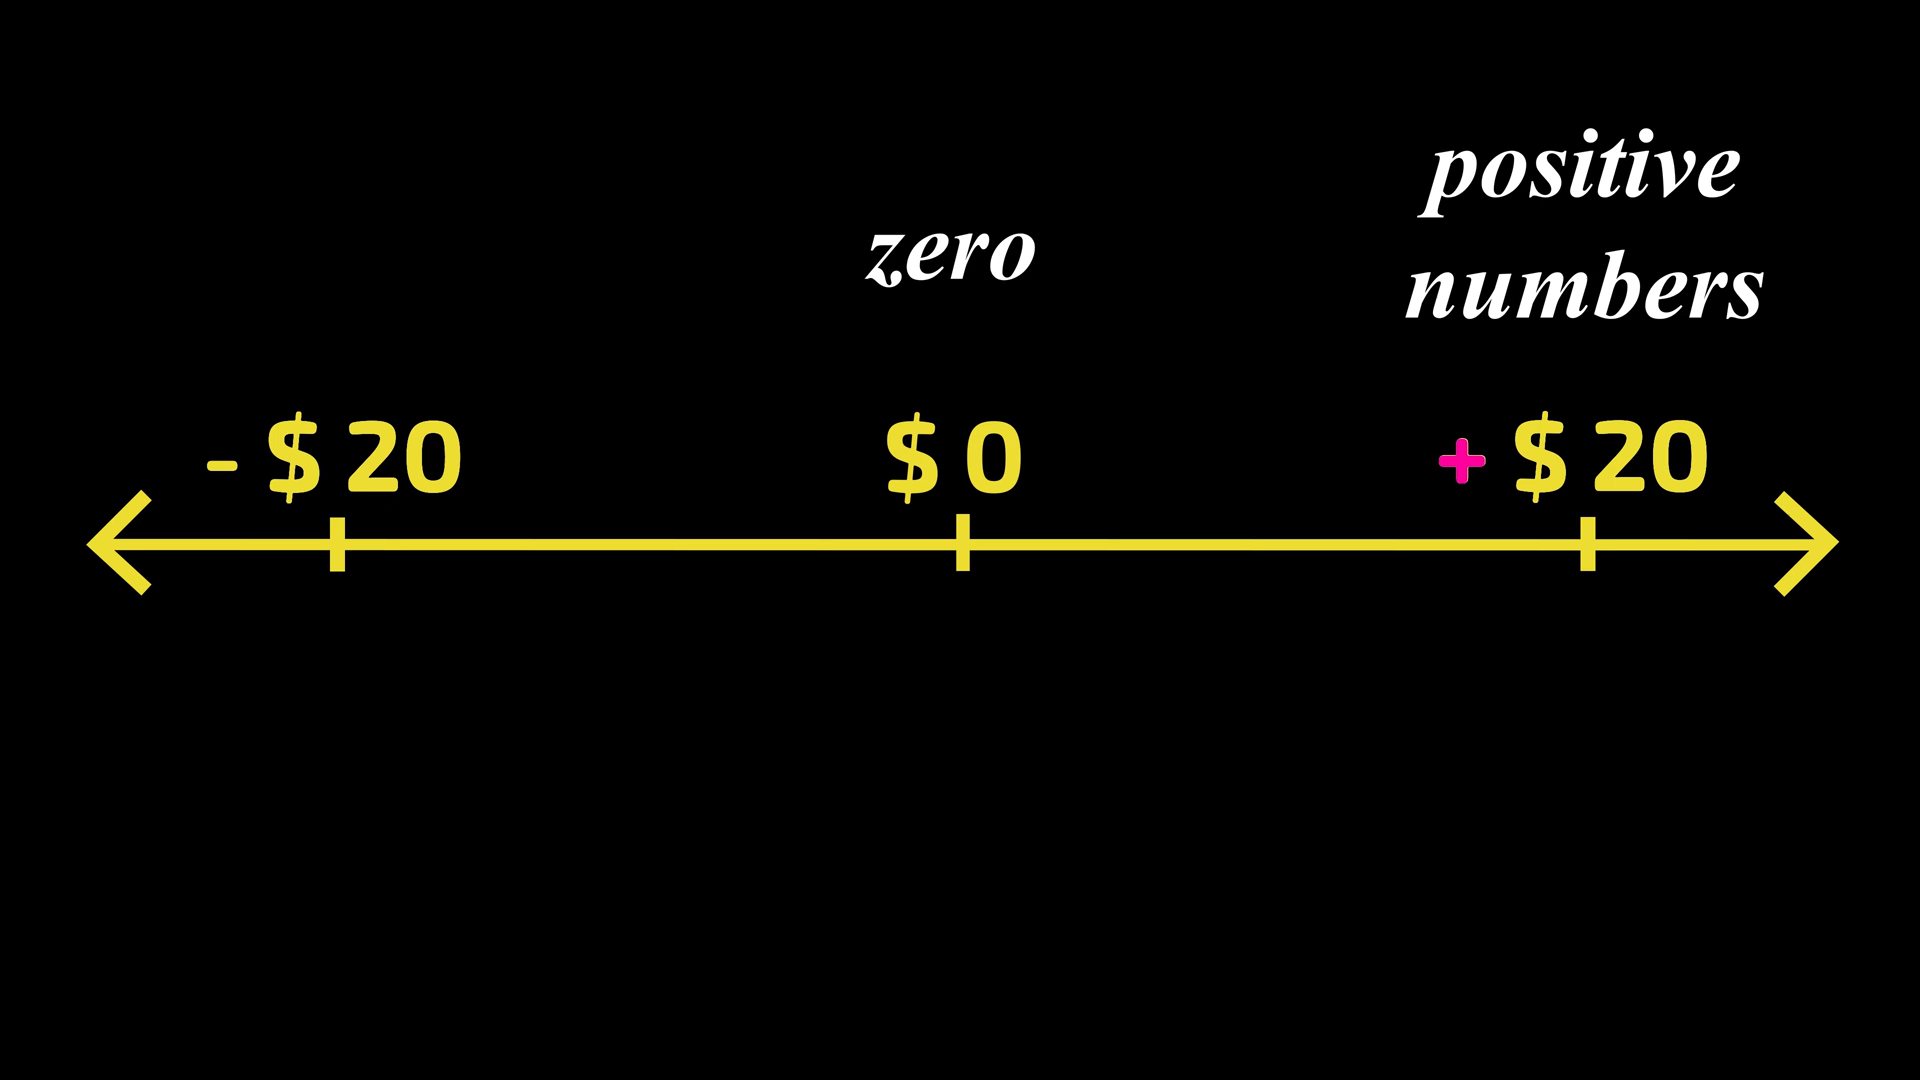 positive
zero
numbers
- $ 20
$ 0
+ $ 20